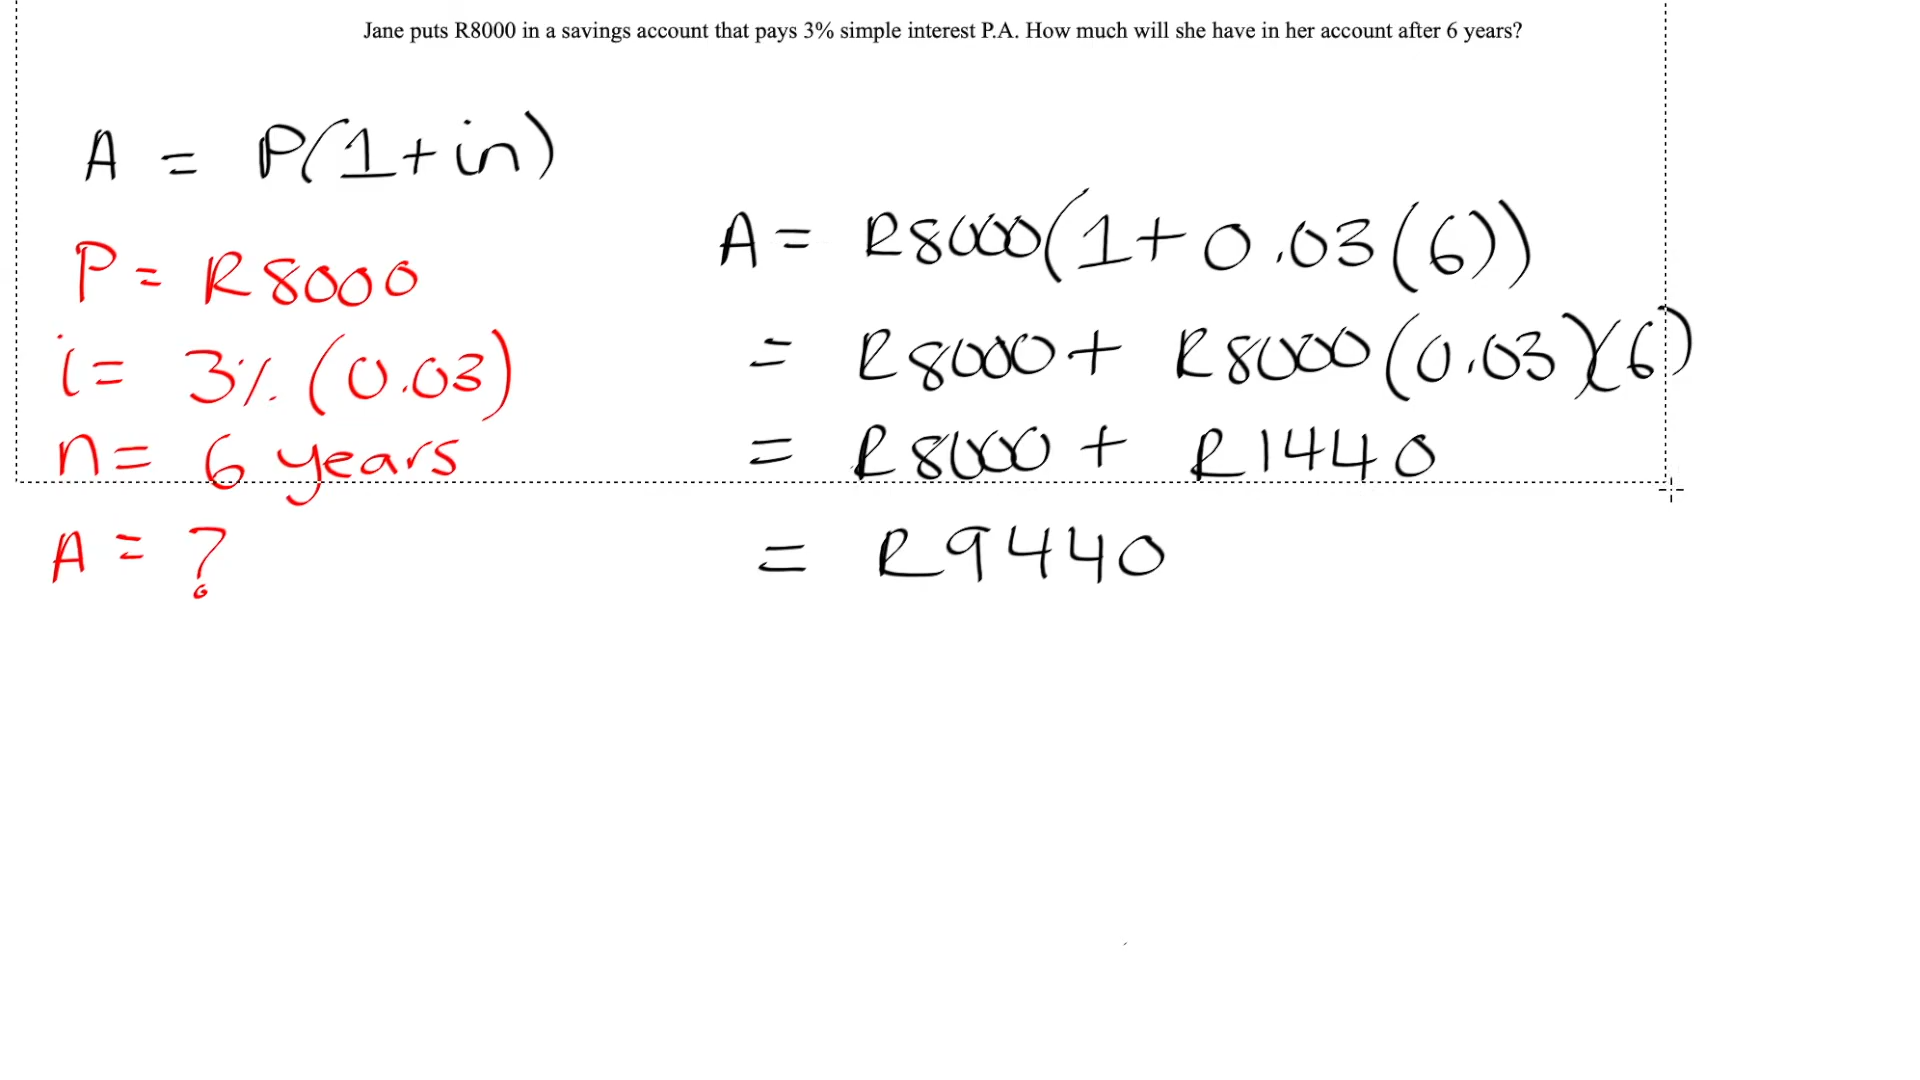 Jane puts R8000 in a savings account that pays 3% simple interest P.A. How much will she have in her account after 6 years?
A = P(1+in)
P = R8000
i = 3% (0.03)
n = 6 years
A = ?
A = R8000(1+0.03(6))
= R8000 + R8000(0.03)(6)
= R8000 + R1440
= R9440